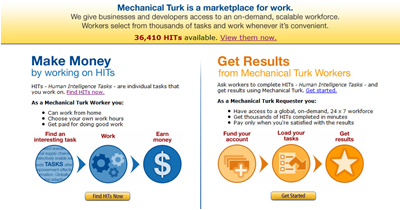 Mechanical Turk is a marketplace for work.
We give businesses and developers access to an on-demand, scalable workforce.
Workers select from thousands of tasks and work whenever it's convenient.
36,410 HITs available. View them now.
Make Money
by working on HITs
HITs - Human Intelligence Tasks - are individual tasks that
you work on. Find HITs now.
As a Mechanical Turk Worker you:
• Can work from home
• Choose your own work hours
• Get paid for doing good work
Find an
interesting task
Work
Earn
money
TASKS
$
Find HITs Now
Get Results
from Mechanical Turk Workers
Ask workers to complete HITs - Human Intelligence Tasks - and
get results using Mechanical Turk. Get started.
As a Mechanical Turk Requester you:
• Have access to a global, on-demand, 24 x 7 workforce
• Get thousands of HITs completed in minutes
• Pay only when you're satisfied with the results
Fund your
account
Load your
tasks
Get
results
Get Started